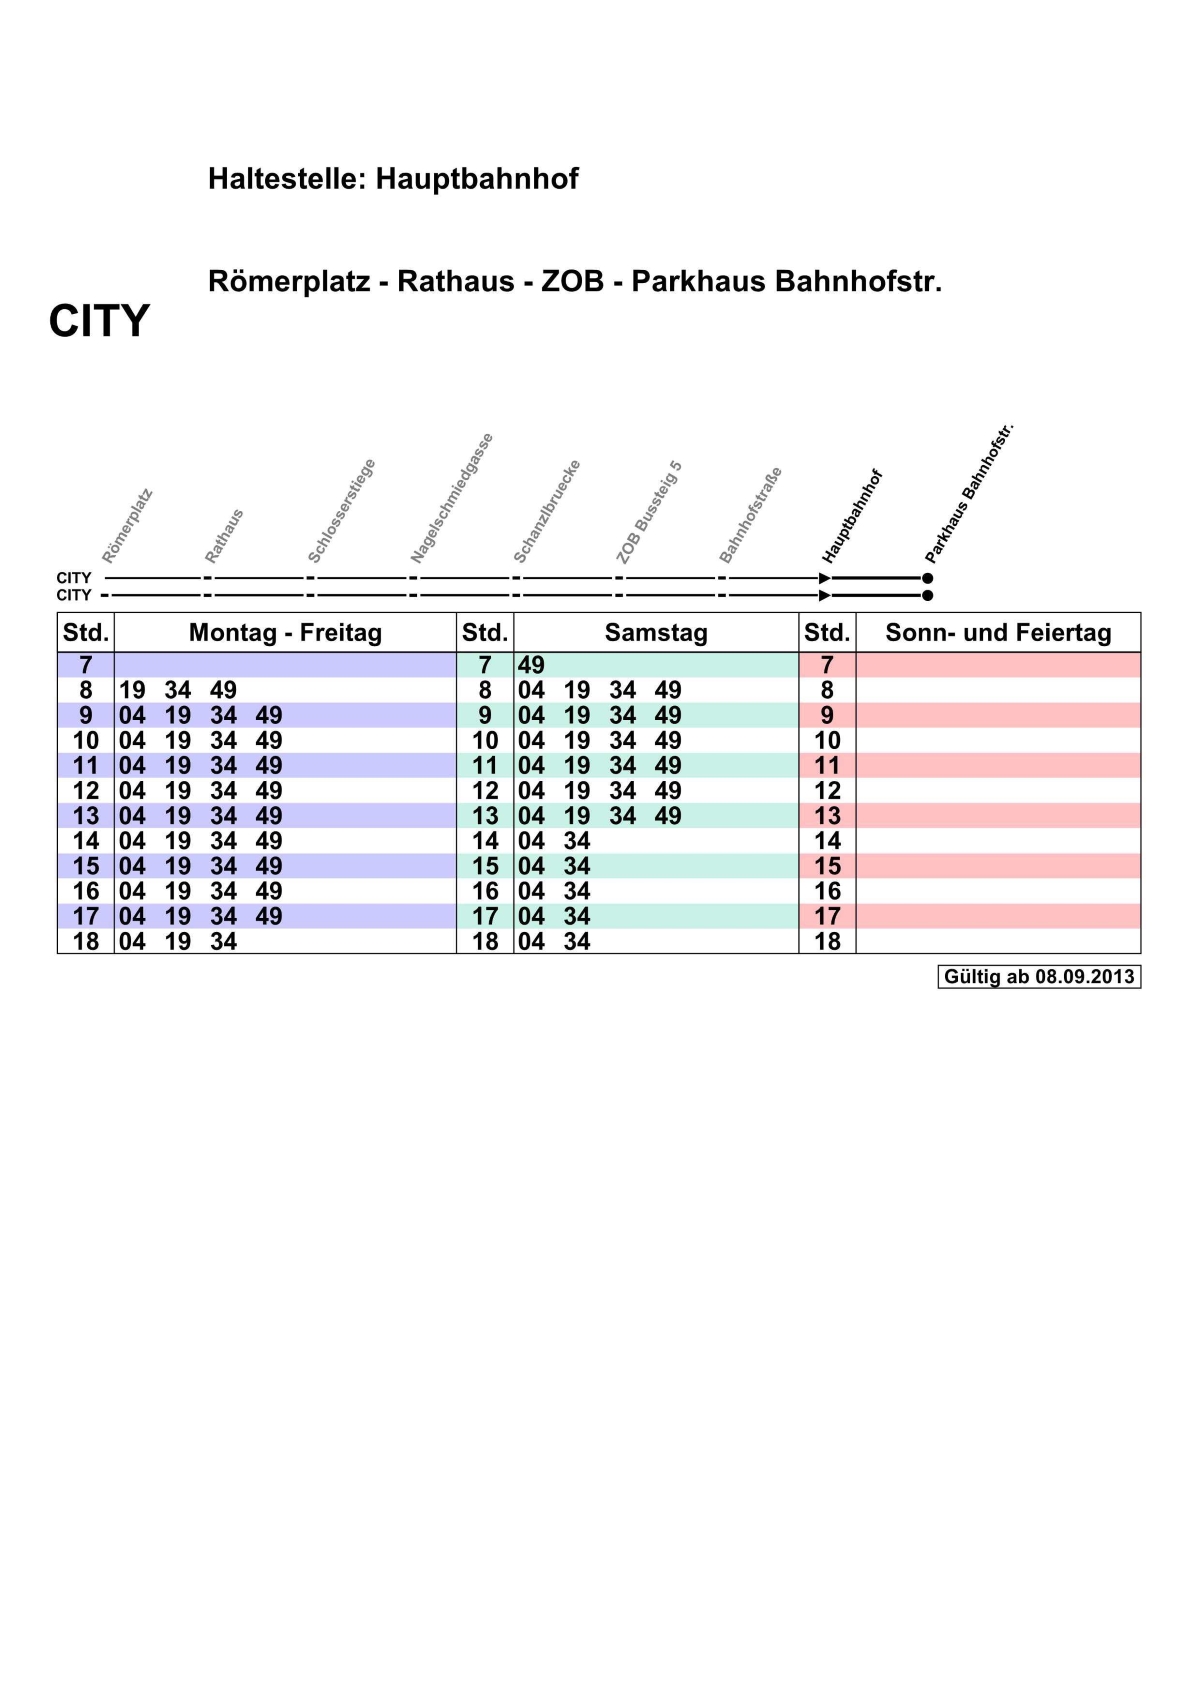 Haltestelle: Hauptbahnhof
Römerplatz - Rathaus - ZOB - Parkhaus Bahnhofstr.
CITY
Römerplatz
Rathaus
Schlosserstiege
Nagelschmiedgasse
Schanzlbruecke
ZOB Bussteig 5
Bahnhofstraße
Hauptbahnhof
Parkhaus Bahnhofstr.
CITY
CITY
Std. Montag - Freitag Std. Samstag Std. Sonn- und Feiertag
7 7 49 7
8 19 34 49 8 04 19 34 49 8
9 04 19 34 49 9 04 19 34 49 9
10 04 19 34 49 10 04 19 34 49 10
11 04 19 34 49 11 04 19 34 49 11
12 04 19 34 49 12 04 19 34 49 12
13 04 19 34 49 13 04 19 34 49 13
14 04 19 34 49 14 04 34 14
15 04 19 34 49 15 04 34 15
16 04 19 34 49 16 04 34 16
17 04 19 34 49 17 04 34 17
18 04 19 34 18 04 34 18
Gültig ab 08.09.2013